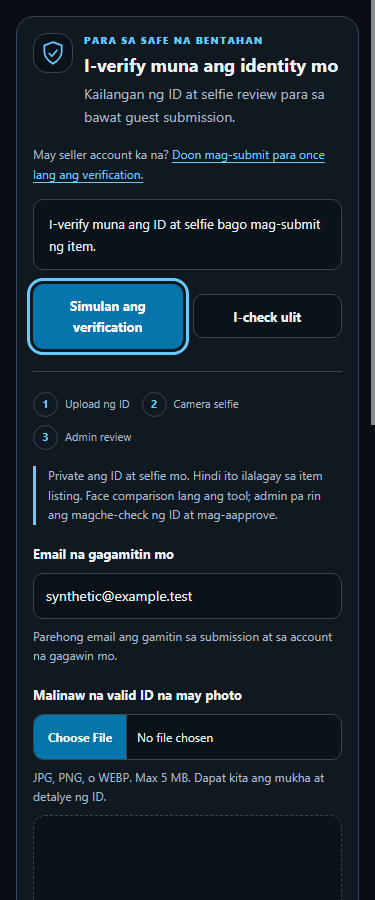 PARA SA SAFE NA BENTAHAN
I-verify muna ang identity mo
Kailangan ng ID at selfie review para sa
bawat guest submission.
May seller account ka na? Doon mag-submit para once
lang ang verification.
I-verify muna ang ID at selfie bago mag-submit
ng item.
Simulan ang
verification
I-check ulit
1 Upload ng ID 2 Camera selfie
3 Admin review
Private ang ID at selfie mo. Hindi ito ilalagay sa item
listing. Face comparison lang ang tool; admin pa rin
ang magche-check ng ID at mag-aapprove.
Email na gagamitin mo
synthetic@example.test
Parehong email ang gamitin sa submission at sa account
na gagawin mo.
Malinaw na valid ID na may photo
Choose File No file chosen
JPG, PNG, o WEBP. Max 5 MB. Dapat kita ang mukha at
detalye ng ID.